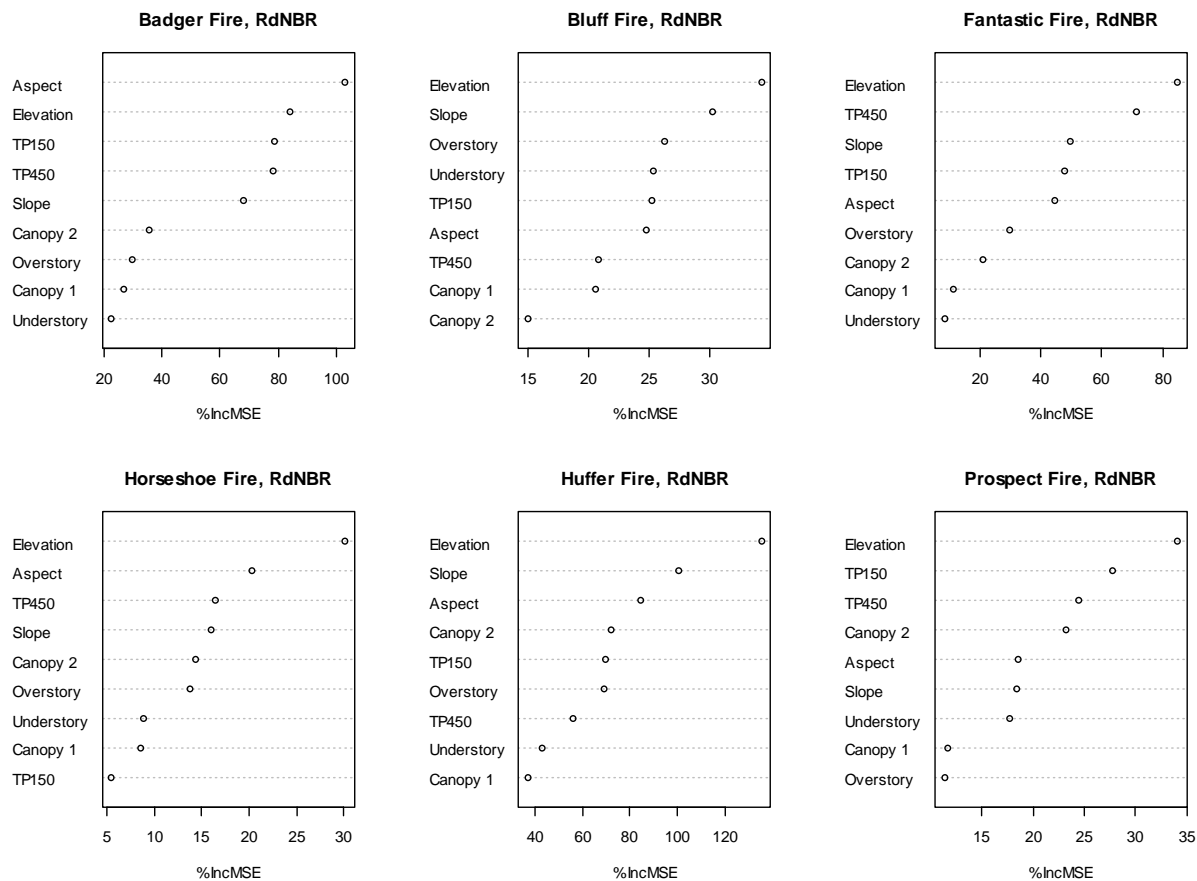 Badger Fire, RdNBR
Aspect
Elevation
TP150
TP450
Slope
Canopy 2
Overstory
Canopy 1
Understory
20 40 60 80 100
%IncMSE
Bluff Fire, RdNBR
Elevation
Slope
Overstory
Understory
TP150
Aspect
TP450
Canopy 1
Canopy 2
15 20 25 30
%IncMSE
Fantastic Fire, RdNBR
Elevation
TP450
Slope
TP150
Aspect
Overstory
Canopy 2
Canopy 1
Understory
20 40 60 80
%IncMSE
Horseshoe Fire, RdNBR
Elevation
Aspect
TP450
Slope
Canopy 2
Overstory
Understory
Canopy 1
TP150
5 10 15 20 25 30
%IncMSE
Huffer Fire, RdNBR
Elevation
Slope
Aspect
Canopy 2
TP150
Overstory
TP450
Understory
Canopy 1
40 60 80 100 120
%IncMSE
Prospect Fire, RdNBR
Elevation
TP150
TP450
Canopy 2
Aspect
Slope
Understory
Canopy 1
Overstory
15 20 25 30 35
%IncMSE